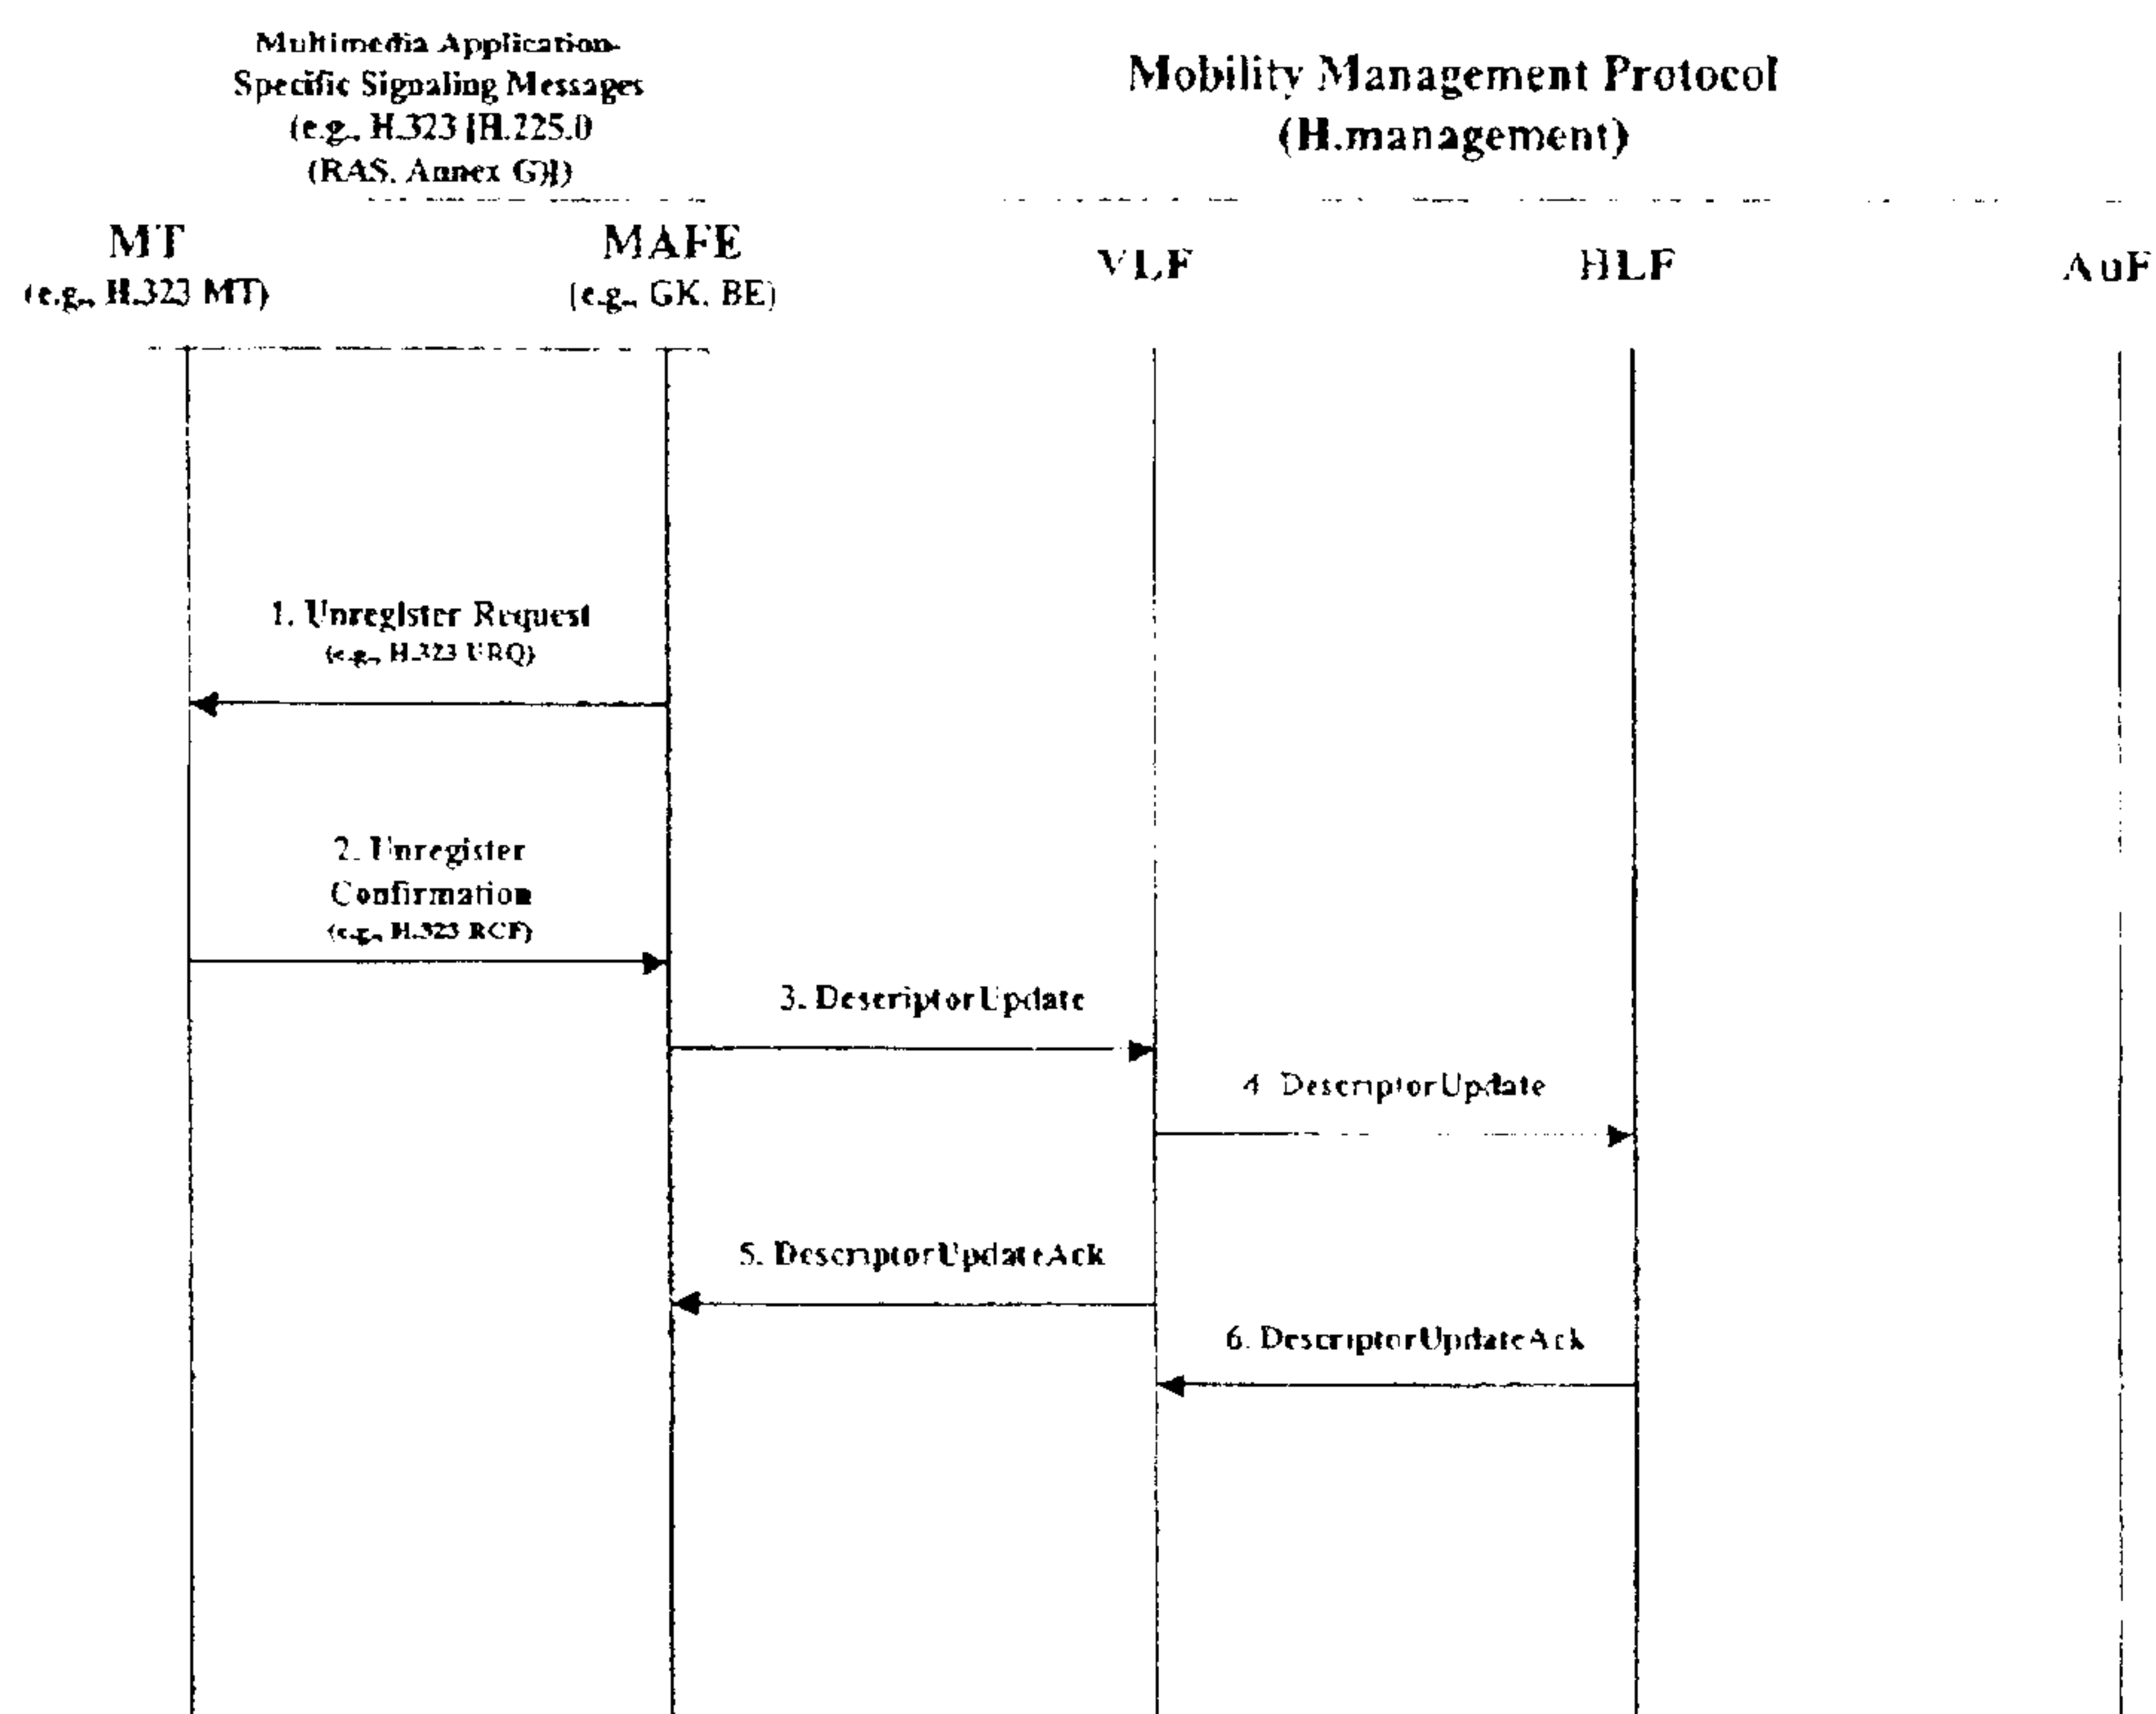 Multimedia Application-
Specific Signaling Messages
(e.g., H.323 [H.225.0
(RAS, Annex G)])
Mobility Management Protocol
(H.management)
MT
(e.g., H.323 MT)
MAFE
(e.g., GK, BE)
VLF
HLF
AuF
1. Unregister Request
(e.g., H.323 URQ)
2. Unregister
Confirmation
(e.g., H.323 RCF)
3. DescriptorUpdate
4 DescriptorUpdate
5. DescriptorUpdateAck
6. DescriptorUpdateAck